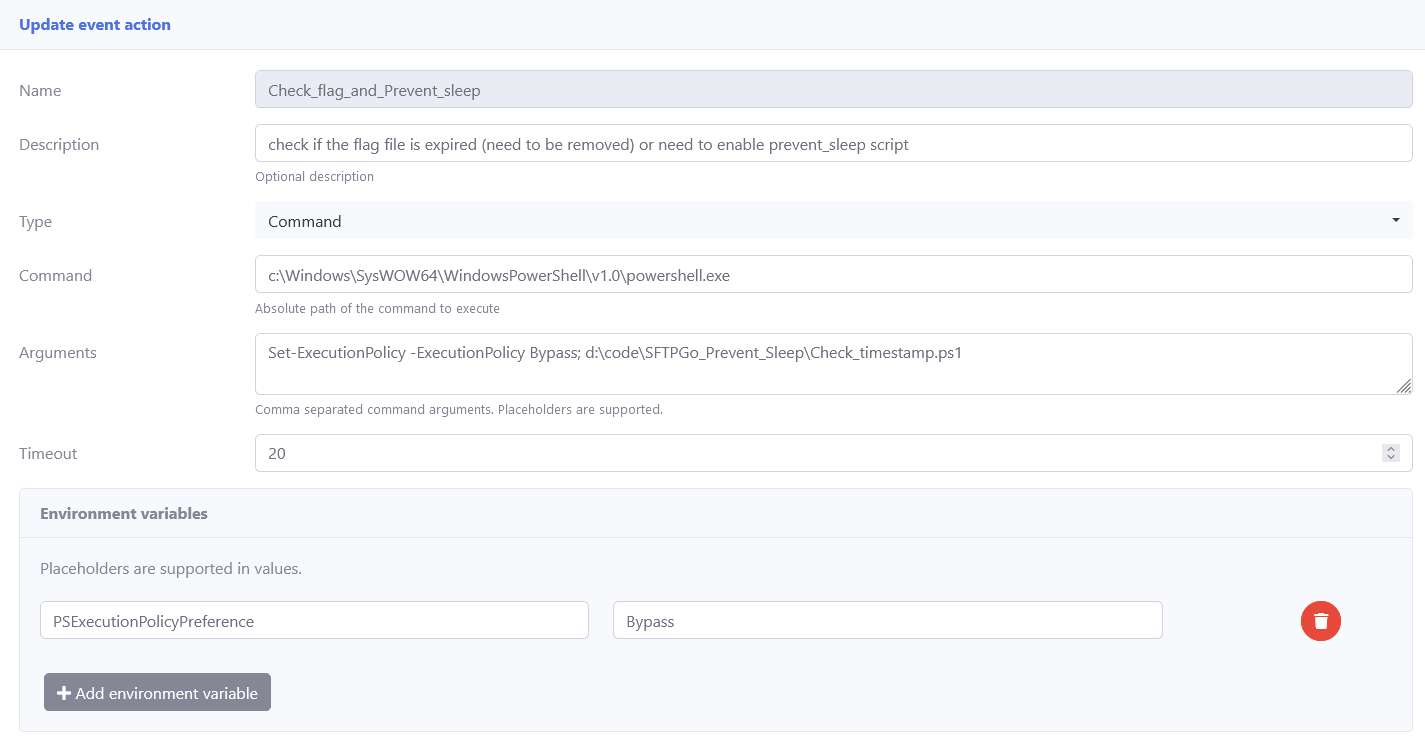 Update event action
Name
Check_flag_and_Prevent_sleep
Description
check if the flag file is expired (need to be removed) or need to enable prevent_sleep script
Optional description
Type
Command
Command
c:\Windows\SysWOW64\WindowsPowerShell\v1.0\powershell.exe
Absolute path of the command to execute
Arguments
Set-ExecutionPolicy -ExecutionPolicy Bypass; d:\code\SFTPGo_Prevent_Sleep\Check_timestamp.ps1
Comma separated command arguments. Placeholders are supported.
Timeout
20
Environment variables
Placeholders are supported in values.
PSExecutionPolicyPreference
Bypass
Add environment variable